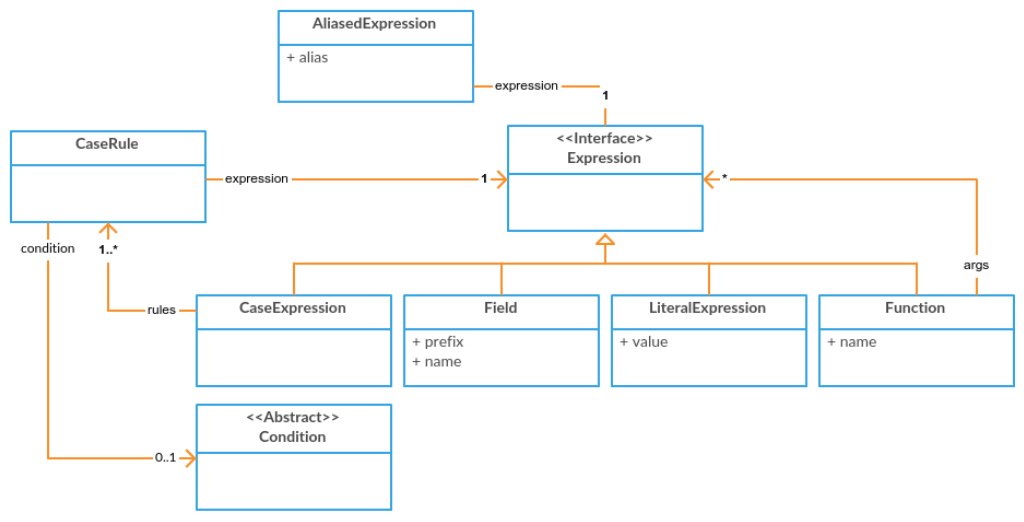 AliasedExpression
+ alias
expression
1
<<Interface>>
Expression
CaseRule
expression
1
*
condition
1..*
args
rules
CaseExpression
Field
+ prefix
+ name
LiteralExpression
+ value
Function
+ name
<<Abstract>>
Condition
0..1